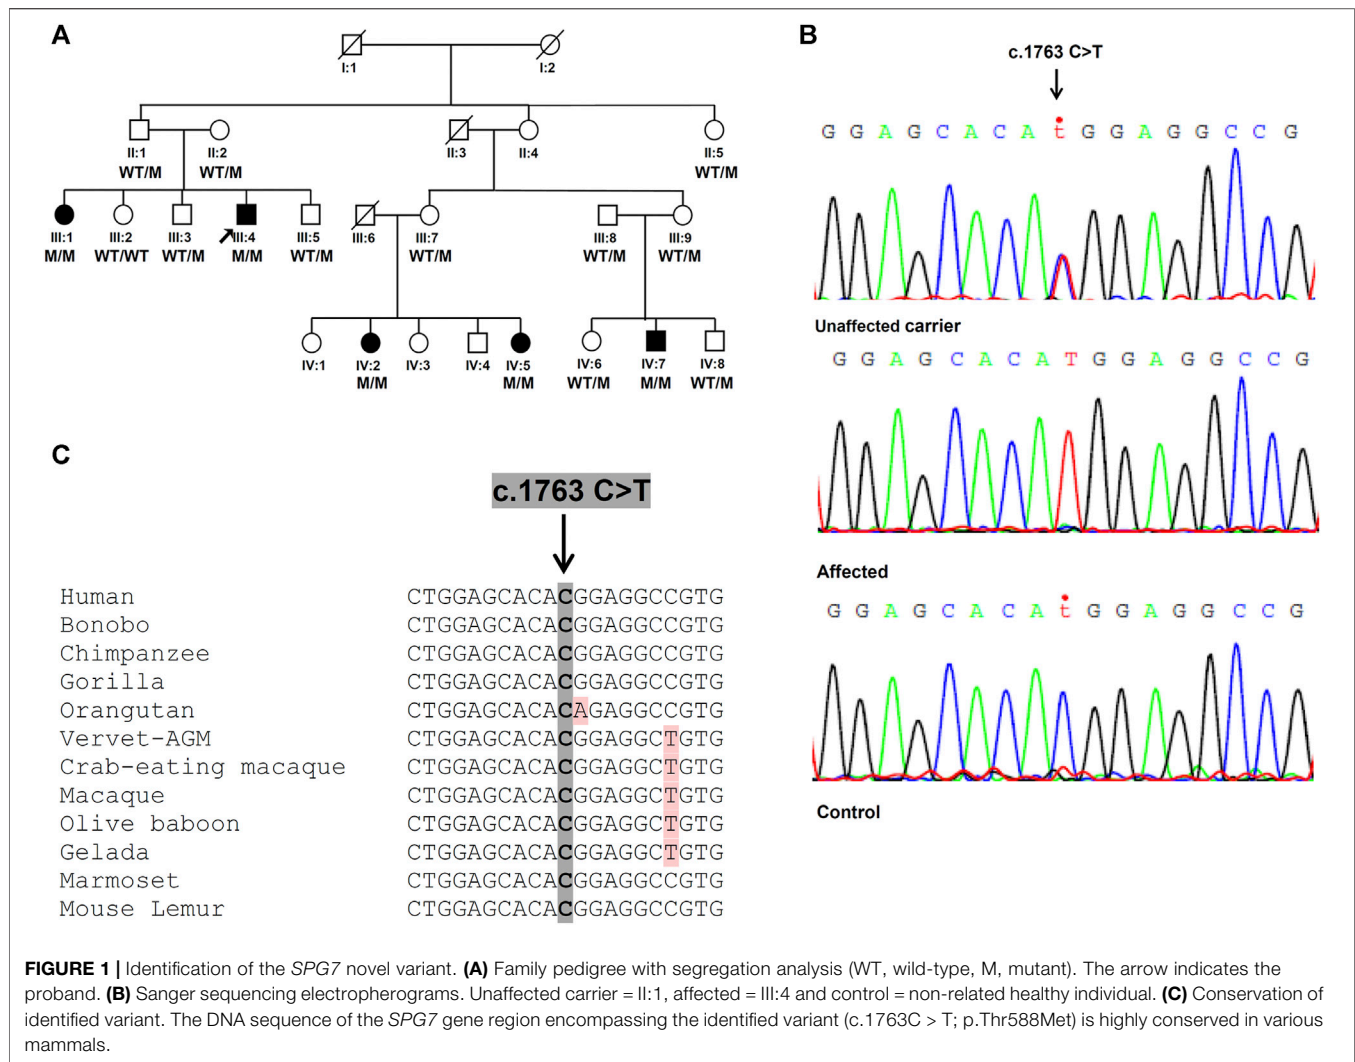 A
I:1 I:2
II:1 II:2 II:3 II:4 II:5
WT/M WT/M WT/M
III:1 III:2 III:3 III:4 III:5 III:6 III:7 III:8 III:9
M/M WT/WT WT/M M/M WT/M WT/M WT/M WT/M
IV:1 IV:2 IV:3 IV:4 IV:5 IV:6 IV:7 IV:8
M/M M/M WT/M M/M WT/M
B
c.1763 C>T
G G A G C A C A t G G A G G C C G
Unaffected carrier
G G A G C A C A T G G A G G C C G
Affected
G G A G C A C A t G G A G G C C G
Control
C
c.1763 C>T
Human CTGGAGCACACGGAGGCCGTG
Bonobo CTGGAGCACACGGAGGCCGTG
Chimpanzee CTGGAGCACACGGAGGCCGTG
Gorilla CTGGAGCACACGGAGGCCGTG
Orangutan CTGGAGCACACAGAGGCCGTG
Vervet-AGM CTGGAGCACACGGAGGCTGTG
Crab-eating macaque CTGGAGCACACGGAGGCTGTG
Macaque CTGGAGCACACGGAGGCTGTG
Olive baboon CTGGAGCACACGGAGGCTGTG
Gelada CTGGAGCACACGGAGGCTGTG
Marmoset CTGGAGCACACGGAGGCCGTG
Mouse Lemur CTGGAGCACACGGAGGCCGTG
FIGURE 1 | Identification of the SPG7 novel variant. (A) Family pedigree with segregation analysis (WT, wild-type, M, mutant). The arrow indicates the
proband. (B) Sanger sequencing electropherograms. Unaffected carrier = II:1, affected = III:4 and control = non-related healthy individual. (C) Conservation of
identified variant. The DNA sequence of the SPG7 gene region encompassing the identified variant (c.1763C > T; p.Thr588Met) is highly conserved in various
mammals.